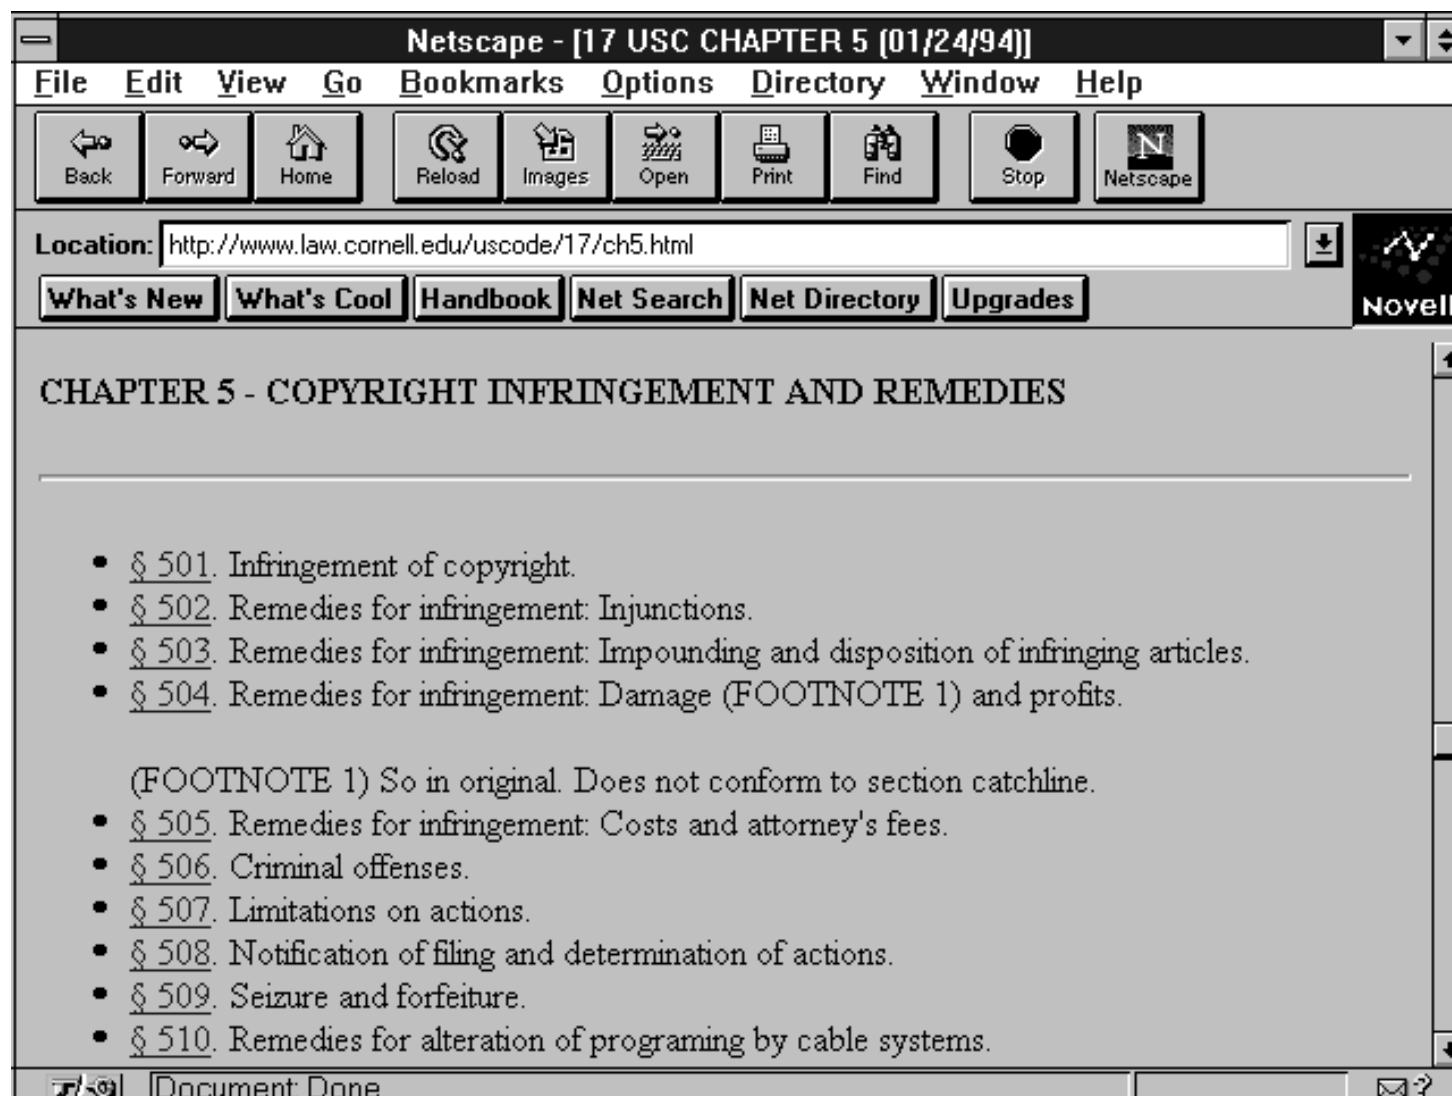 Netscape - [17 USC CHAPTER 5 (01/24/94)]
File Edit View Go Bookmarks Options Directory Window Help
Back Forward Home Reload Images Open Print Find Stop N Netscape
Location: http://www.law.cornell.edu/uscode/17/ch5.html
What's New What's Cool Handbook Net Search Net Directory Upgrades
Novell
CHAPTER 5 - COPYRIGHT INFRINGEMENT AND REMEDIES
• § 501. Infringement of copyright.
• § 502. Remedies for infringement: Injunctions.
• § 503. Remedies for infringement: Impounding and disposition of infringing articles.
• § 504. Remedies for infringement: Damage (FOOTNOTE 1) and profits.
(FOOTNOTE 1) So in original. Does not conform to section catchline.
• § 505. Remedies for infringement: Costs and attorney's fees.
• § 506. Criminal offenses.
• § 507. Limitations on actions.
• § 508. Notification of filing and determination of actions.
• § 509. Seizure and forfeiture.
• § 510. Remedies for alteration of programing by cable systems.
Document: Done
?